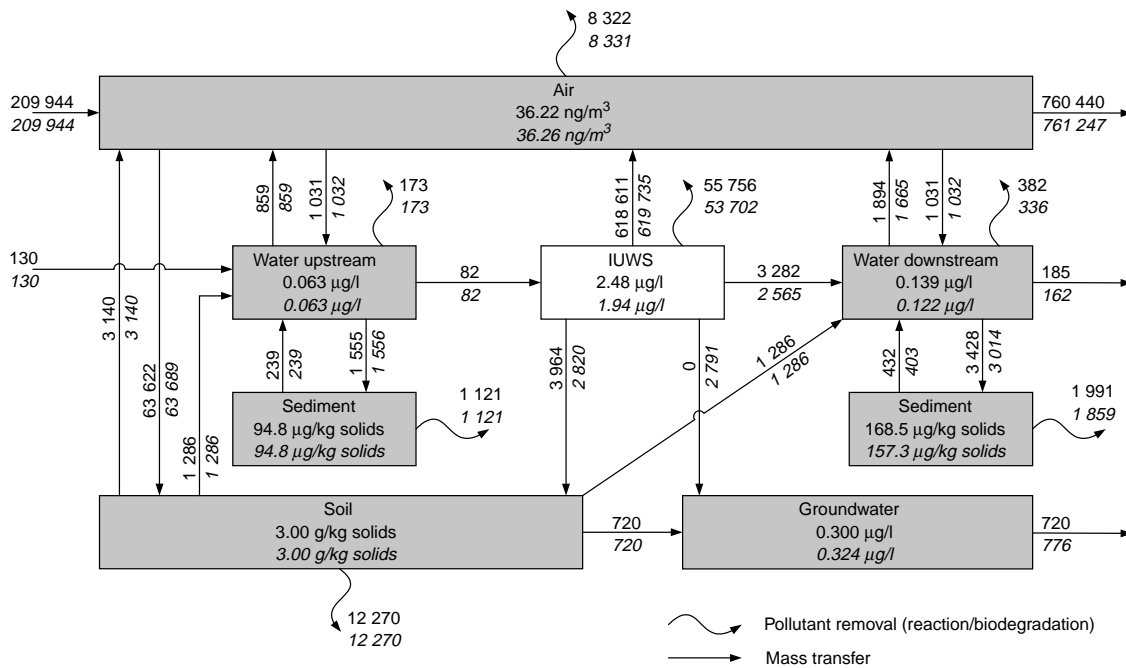 8 322
8 331
209 944
209 944
Air
36.22 ng/m³
36.26 ng/m³
760 440
761 247
3 140
3 140
63 622
63 689
859
859
1 031
1 032
173
173
618 611
619 735
55 756
53 702
1 894
1 665
1 031
1 032
382
336
130
130
Water upstream
0.063 µg/l
0.063 µg/l
82
82
IUWS
2.48 µg/l
1.94 µg/l
3 282
2 565
Water downstream
0.139 µg/l
0.122 µg/l
185
162
1 286
1 286
239
239
1 555
1 556
3 964
2 820
0
2 791
1 286
1 286
432
403
3 428
3 014
Sediment
94.8 µg/kg solids
94.8 µg/kg solids
1 121
1 121
Sediment
168.5 µg/kg solids
157.3 µg/kg solids
1 991
1 859
Soil
3.00 g/kg solids
3.00 g/kg solids
720
720
Groundwater
0.300 µg/l
0.324 µg/l
720
776
12 270
12 270
Pollutant removal (reaction/biodegradation)
Mass transfer